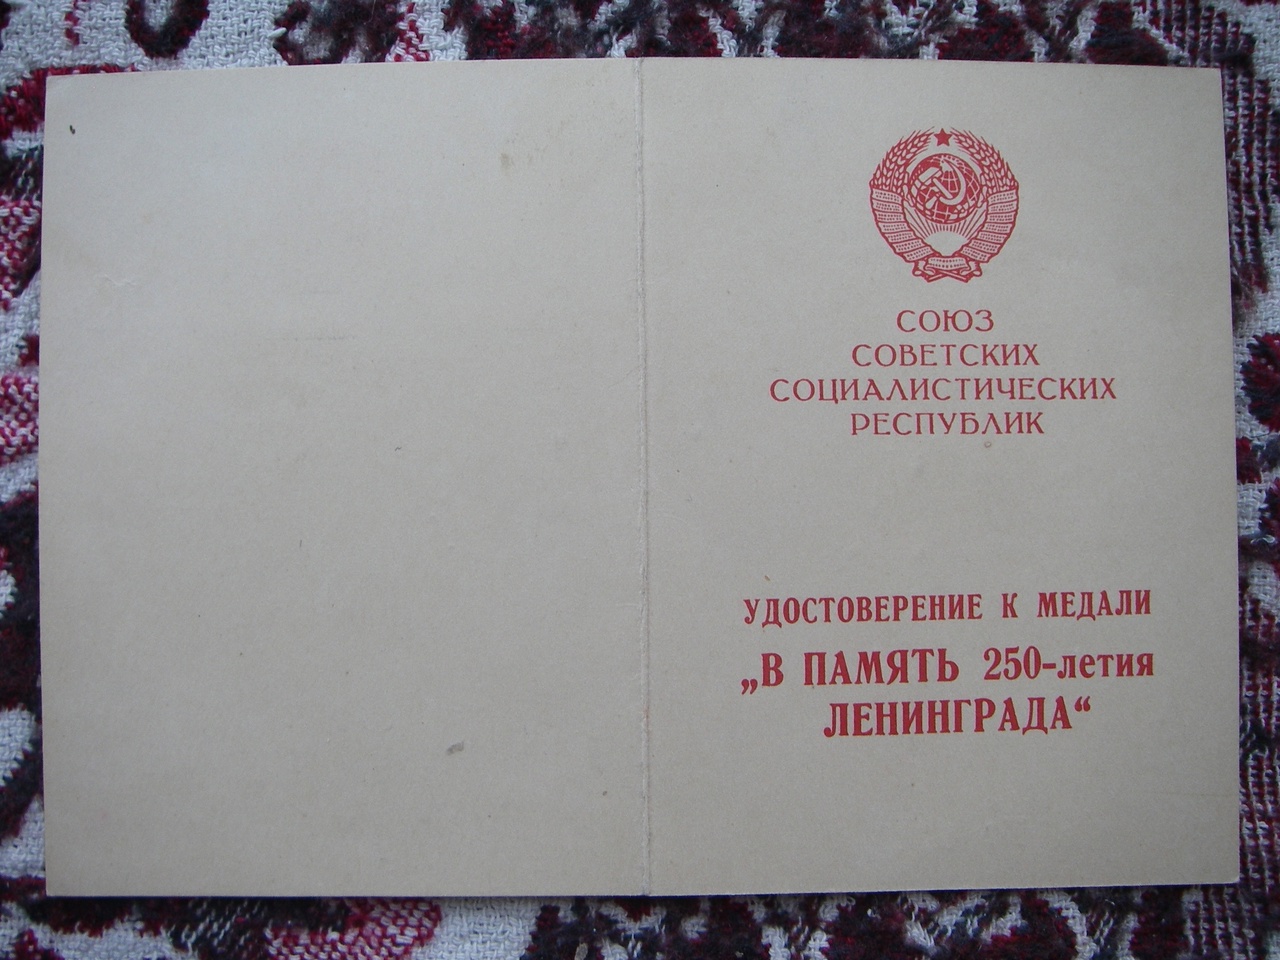 СОЮЗ
СОВЕТСКИХ
СОЦИАЛИСТИЧЕСКИХ
РЕСПУБЛИК
УДОСТОВЕРЕНИЕ К МЕДАЛИ
„В ПАМЯТЬ 250-летия
ЛЕНИНГРАДА“